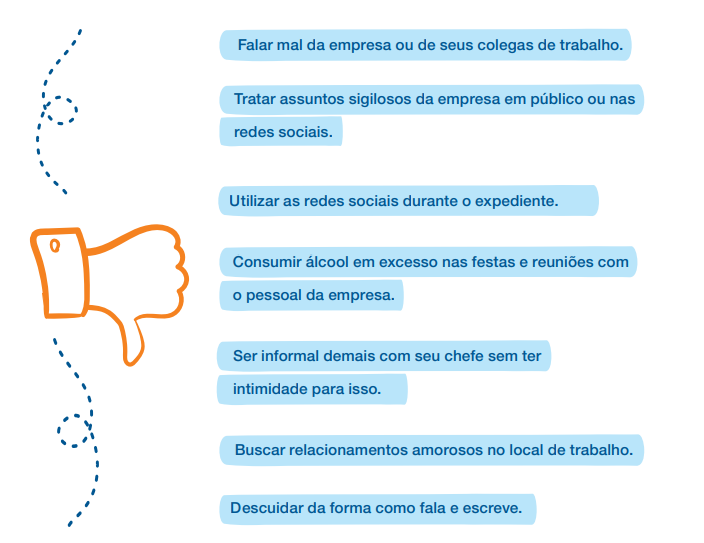 Falar mal da empresa ou de seus colegas de trabalho.
Tratar assuntos sigilosos da empresa em público ou nas
redes sociais.
Utilizar as redes sociais durante o expediente.
Consumir álcool em excesso nas festas e reuniões com
o pessoal da empresa.
Ser informal demais com seu chefe sem ter
intimidade para isso.
Buscar relacionamentos amorosos no local de trabalho.
Descuidar da forma como fala e escreve.